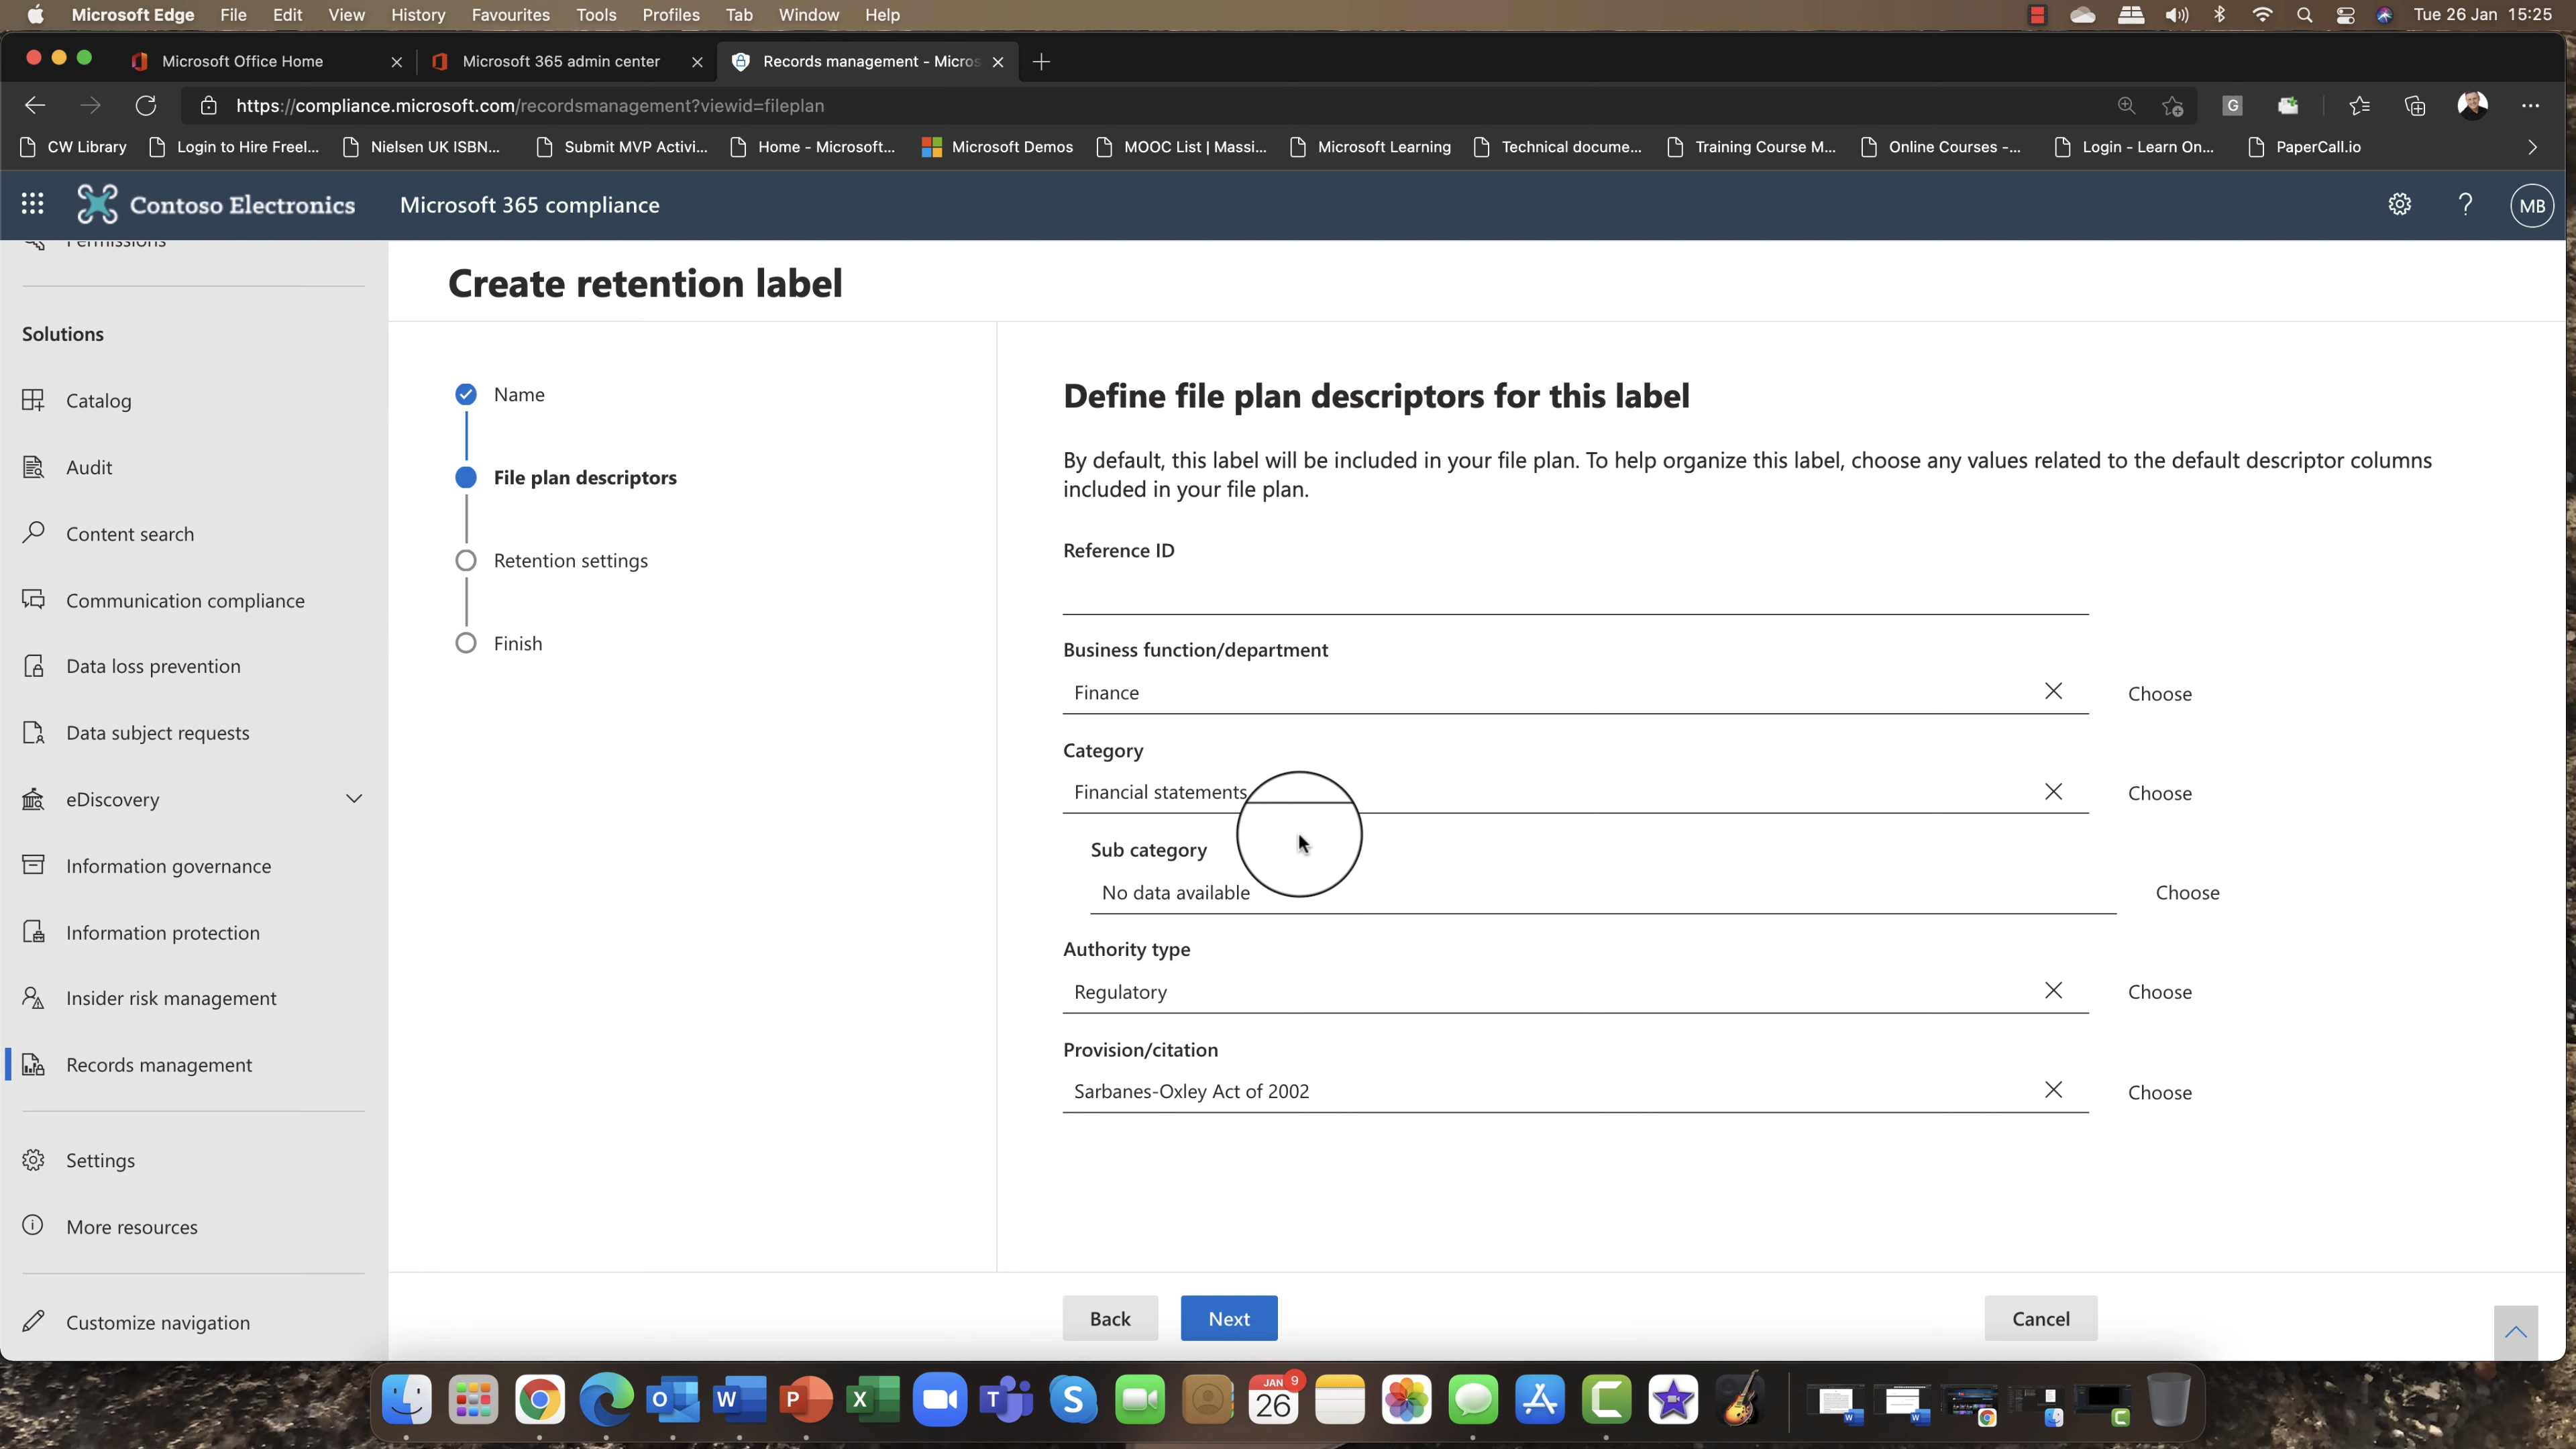 Microsoft Edge File Edit View History Favourites Tools Profiles Tab Window Help Tue 26 Jan 15:25
Microsoft Office Home Microsoft 365 admin center Records management - Micros
https://compliance.microsoft.com/recordsmanagement?viewid=fileplan G
CW Library Login to Hire Freel... Nielsen UK ISBN... Submit MVP Activi... Home - Microsoft... Microsoft Demos MOOC List | Massi... Microsoft Learning Technical docume... Training Course M... Online Courses -... Login - Learn On... PaperCall.io
Contoso Electronics Microsoft 365 compliance ? MB
Permissions
Solutions
Catalog
Audit
Content search
Communication compliance
Data loss prevention
Data subject requests
eDiscovery
Information governance
Information protection
Insider risk management
Records management
Settings
More resources
Customize navigation
Create retention label
Name
File plan descriptors
Retention settings
Finish
Define file plan descriptors for this label
By default, this label will be included in your file plan. To help organize this label, choose any values related to the default descriptor columns
included in your file plan.
Reference ID
Business function/department
Finance Choose
Category
Financial statements Choose
Sub category
No data available Choose
Authority type
Regulatory Choose
Provision/citation
Sarbanes-Oxley Act of 2002 Choose
Back Next Cancel
O W P X T S JAN 9 26 C